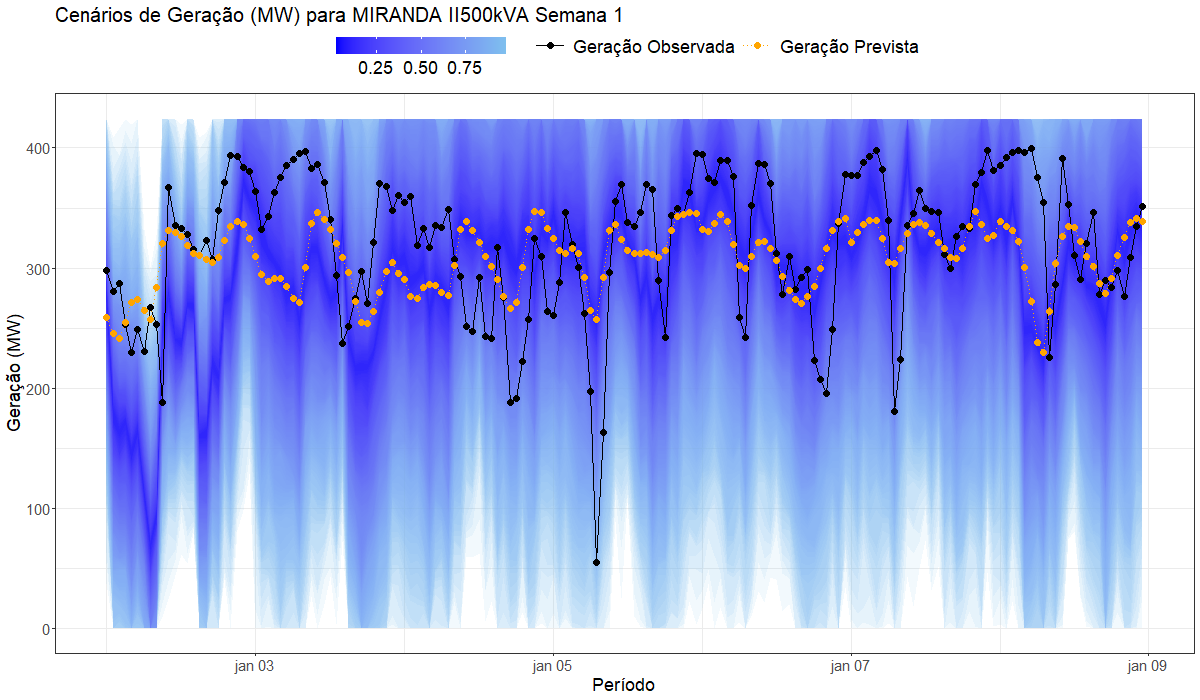 Cenários de Geração (MW) para MIRANDA II500kVA Semana 1
0.25 0.50 0.75
Geração Observada
Geração Prevista
Geração (MW)
400
300
200
100
0
jan 03 jan 05 jan 07 jan 09
Período